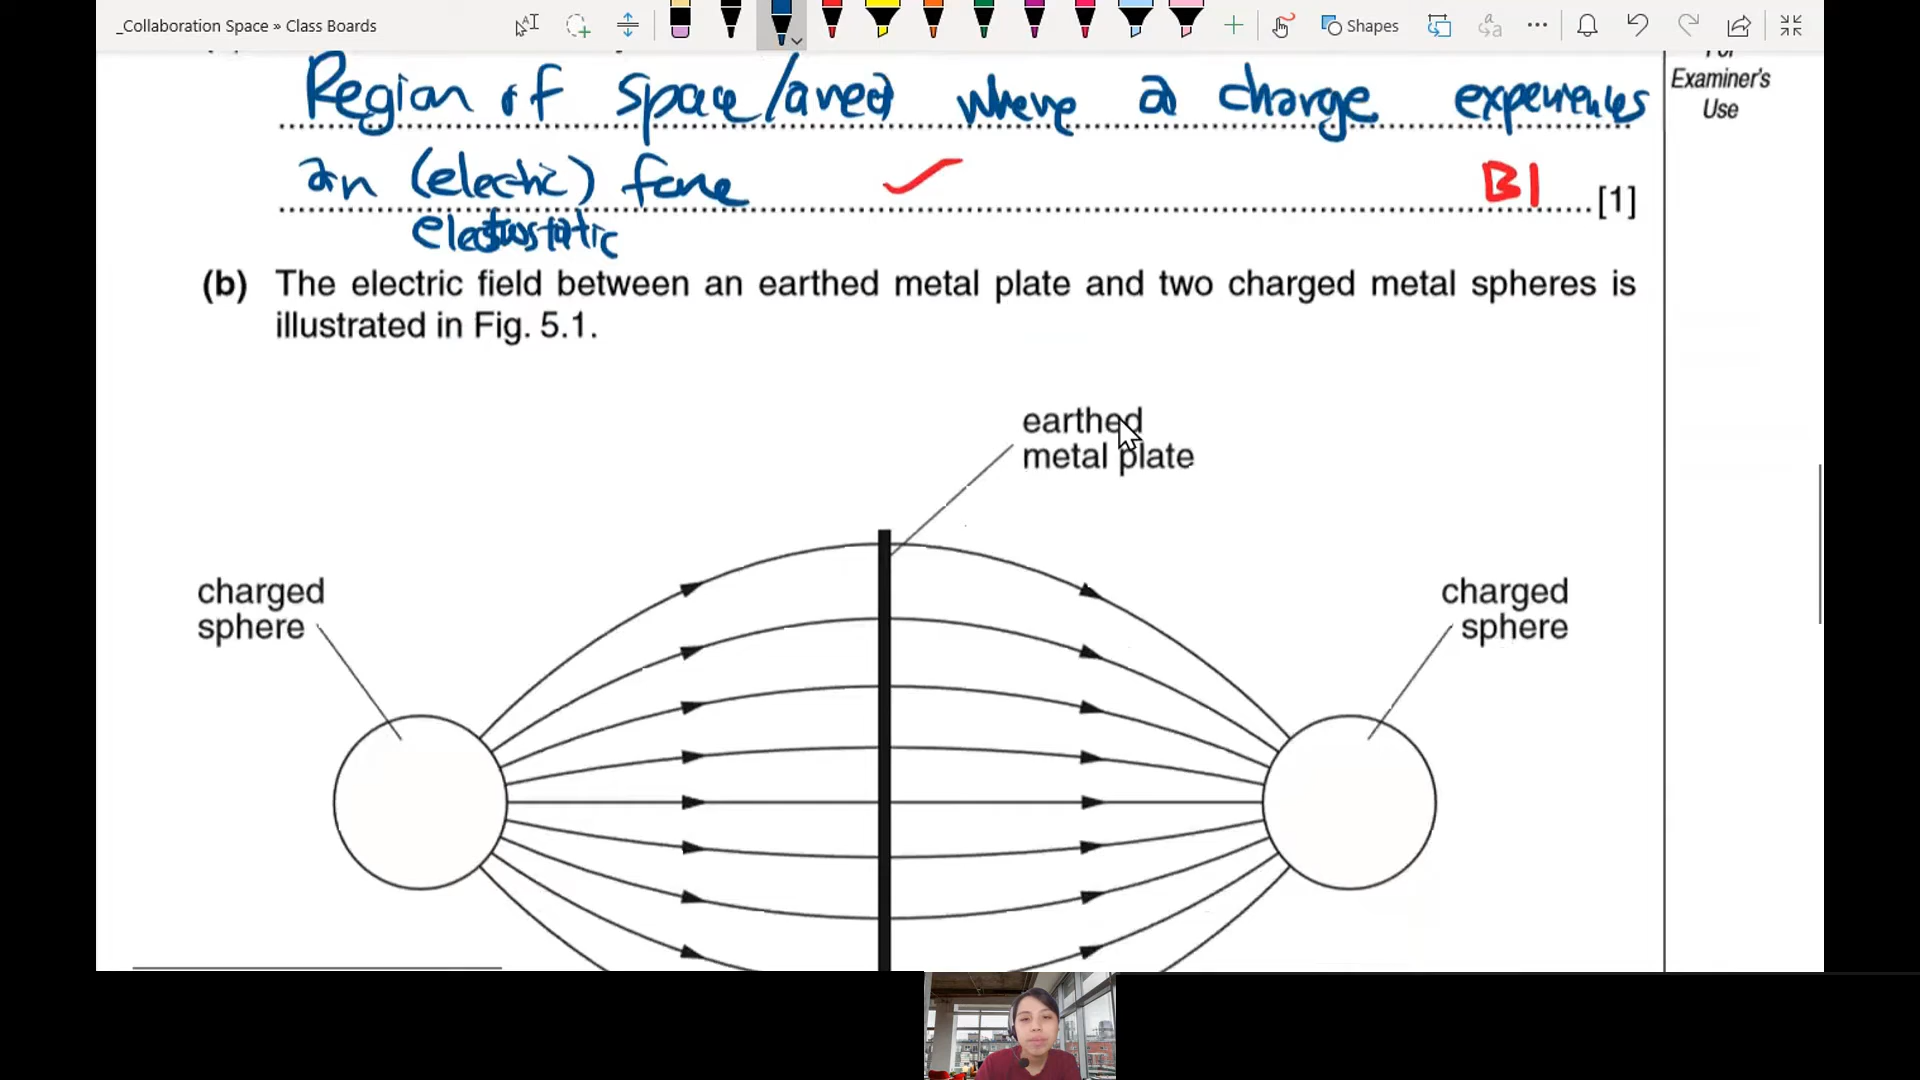 _Collaboration Space » Class Boards
Shapes
For
Examiner's
Use
Region of space/area where a charge experiences
an (electric) force B1
[1]
electrostatic
(b) The electric field between an earthed metal plate and two charged metal spheres is
illustrated in Fig. 5.1.
earthed
metal plate
charged
sphere
charged
sphere